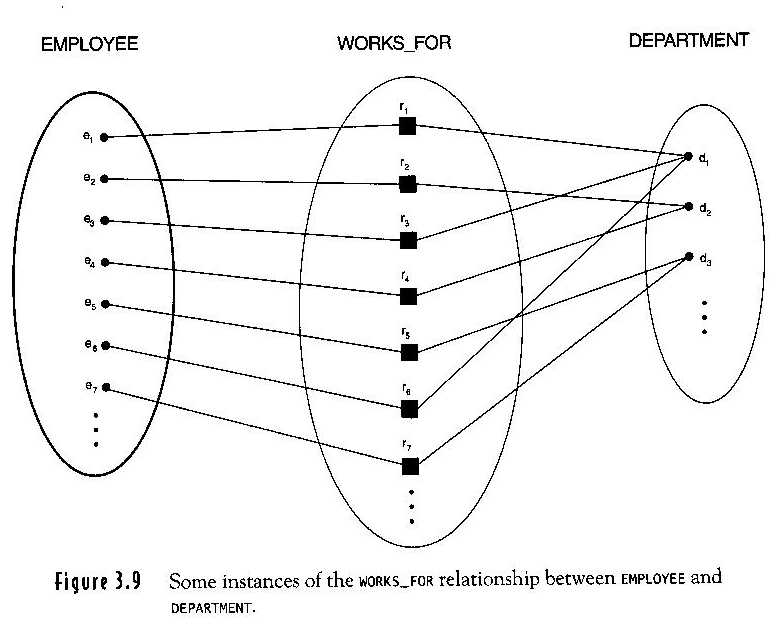 EMPLOYEE WORKS_FOR DEPARTMENT
r1
e1
d1
r2
e2
d2
e3
r3
d3
e4
r4
e5
r5
e6
r6
e7
r7
Figure 3.9 Some instances of the WORKS_FOR relationship between EMPLOYEE and
DEPARTMENT.